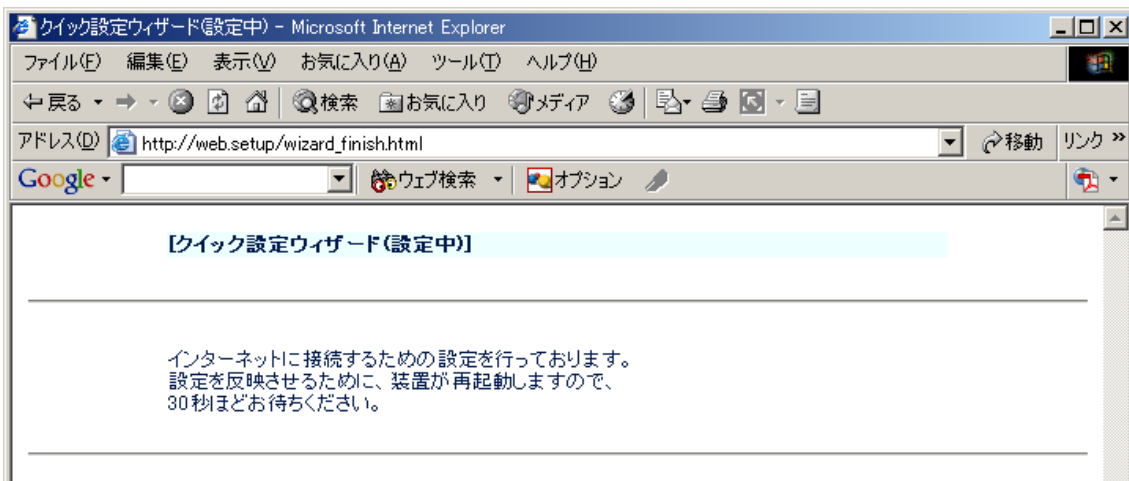 クイック設定ウィザード(設定中) - Microsoft Internet Explorer
ファイル(F) 編集(E) 表示(V) お気に入り(A) ツール(T) ヘルプ(H)
戻る 検索 お気に入り メディア
アドレス(D) http://web.setup/wizard_finish.html 移動 リンク »
Google ウェブ検索 オプション
[クイック設定ウィザード(設定中)]
インターネットに接続するための設定を行っております。
設定を反映させるために、装置が再起動しますので、
30秒ほどお待ちください。